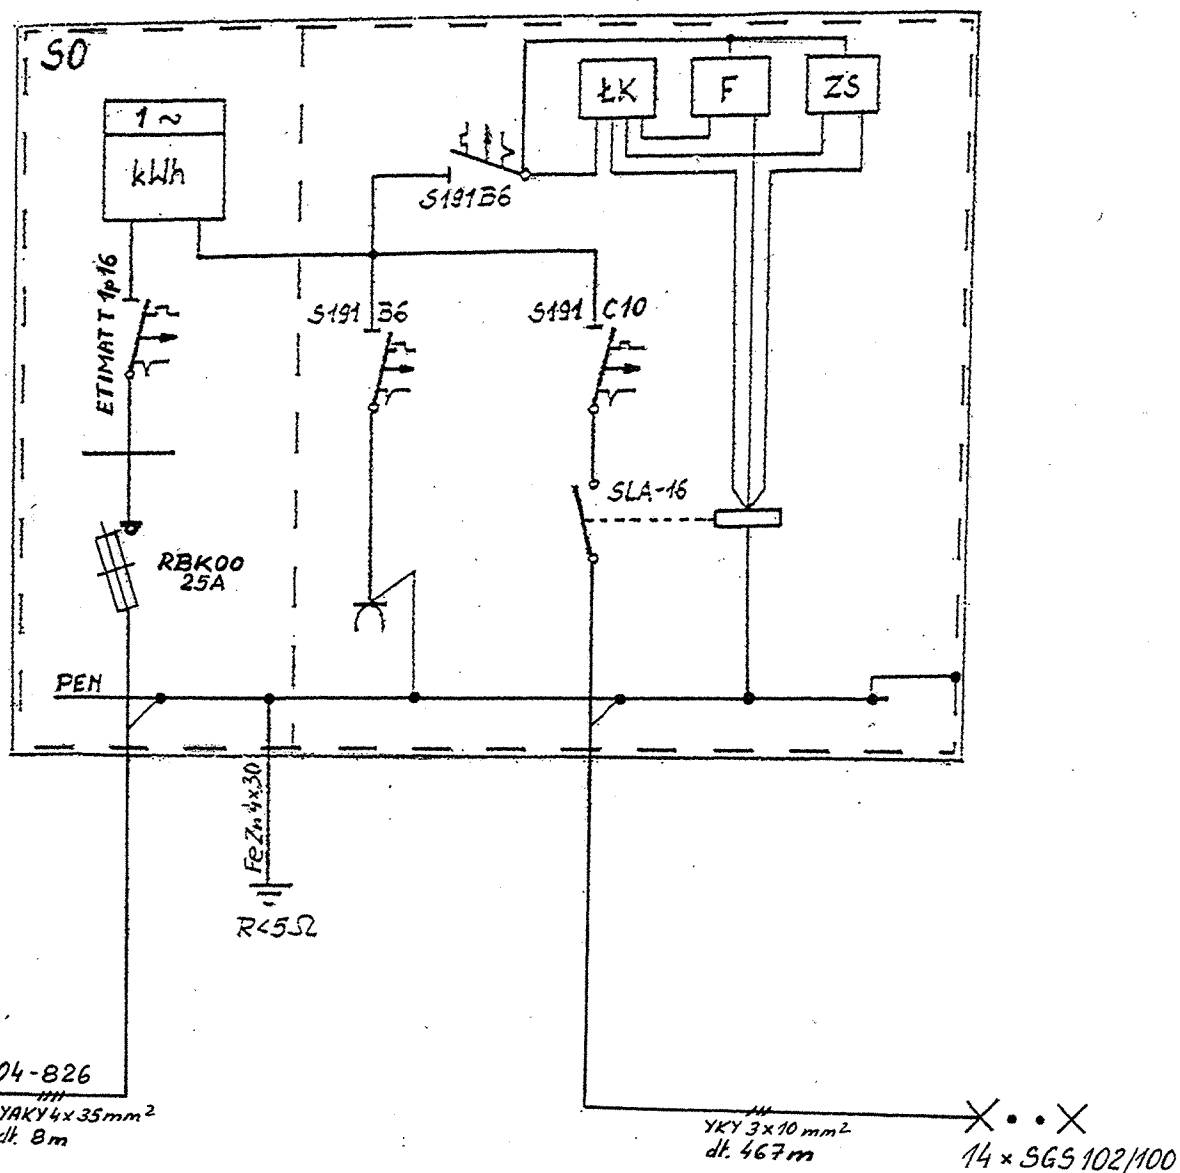 SO
ŁK
F
ZS
1 ~
kWh
S191B6
ETIMAT T 1p16
S191 B6
S191 C10
SLA-16
RBK00
25A
PEN
FeZn 4x30
R<5Ω
04-826
YAKY 4x35mm²
dł. 8m
YKY 3x10mm²
dł. 467m
14 x SGS 102/100